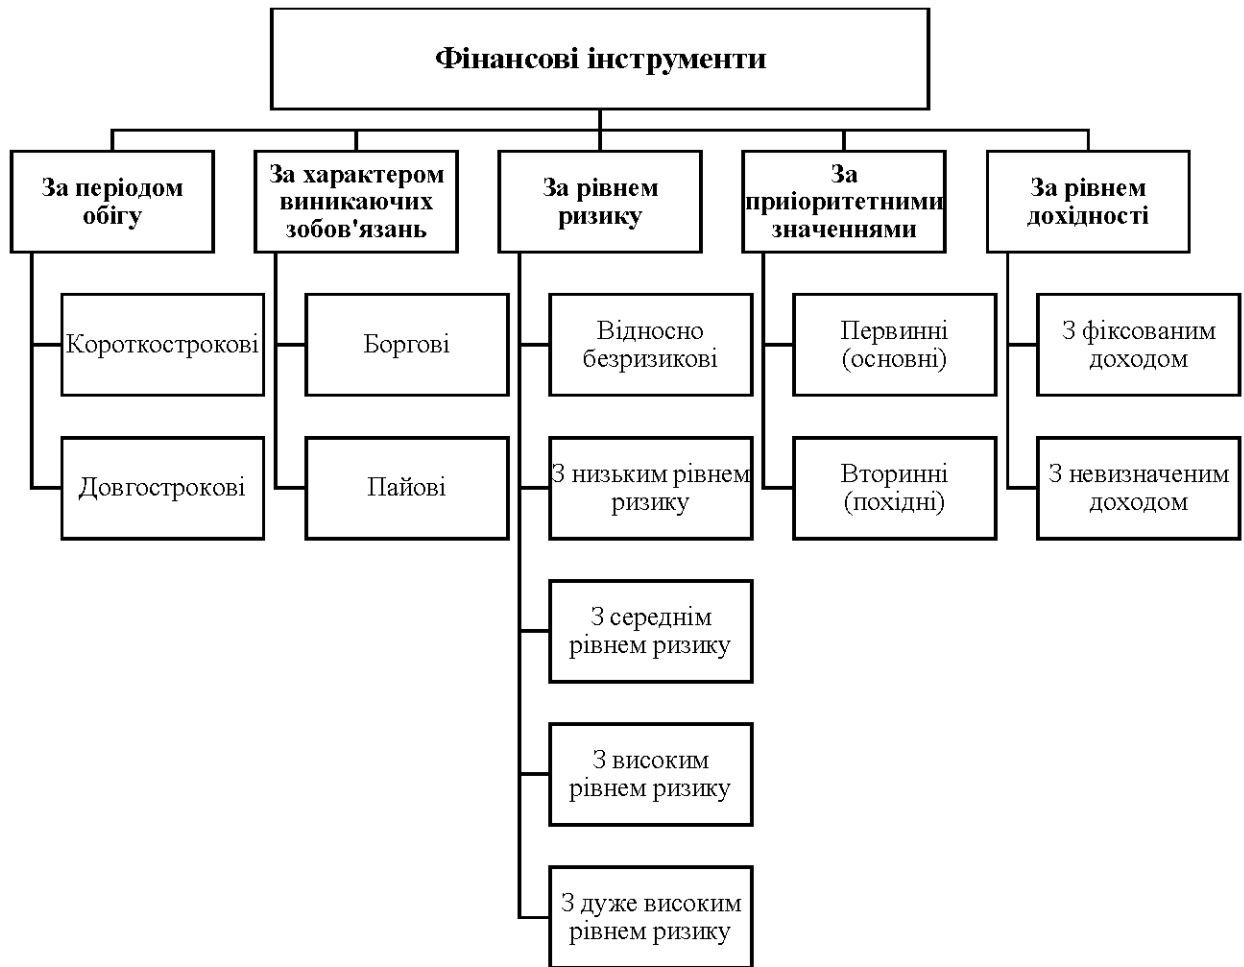 Фінансові інструменти
За періодом
обігу
За характером
виникаючих
зобов'язань
За рівнем
ризику
За
приіоритетними
значеннями
За рівнем
дохідності
Короткострокові
Довгострокові
Боргові
Пайові
Відносно
безризикові
З низьким рівнем
ризику
З середнім
рівнем ризику
З високим
рівнем ризику
З дуже високим
рівнем ризику
Первинні
(основні)
Вторинні
(похідні)
З фіксованим
доходом
З невизначеним
доходом